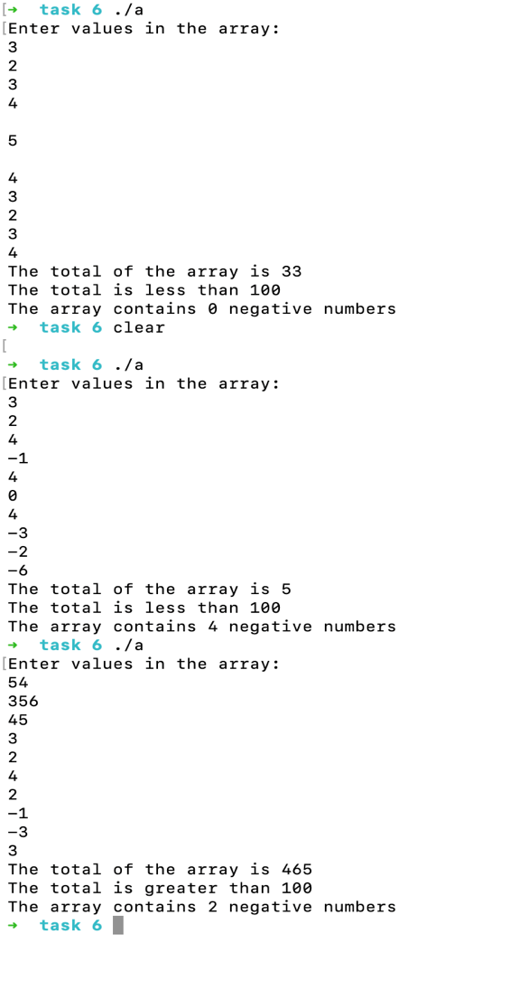 [➜  task 6 ./a
[Enter values in the array:
3
2
3
4
5
4
3
2
3
4
The total of the array is 33
The total is less than 100
The array contains 0 negative numbers
➜  task 6 clear
[
➜  task 6 ./a
[Enter values in the array:
3
2
4
−1
4
0
4
−3
−2
−6
The total of the array is 5
The total is less than 100
The array contains 4 negative numbers
➜  task 6 ./a
[Enter values in the array:
54
356
45
3
2
4
2
−1
−3
3
The total of the array is 465
The total is greater than 100
The array contains 2 negative numbers
➜  task 6